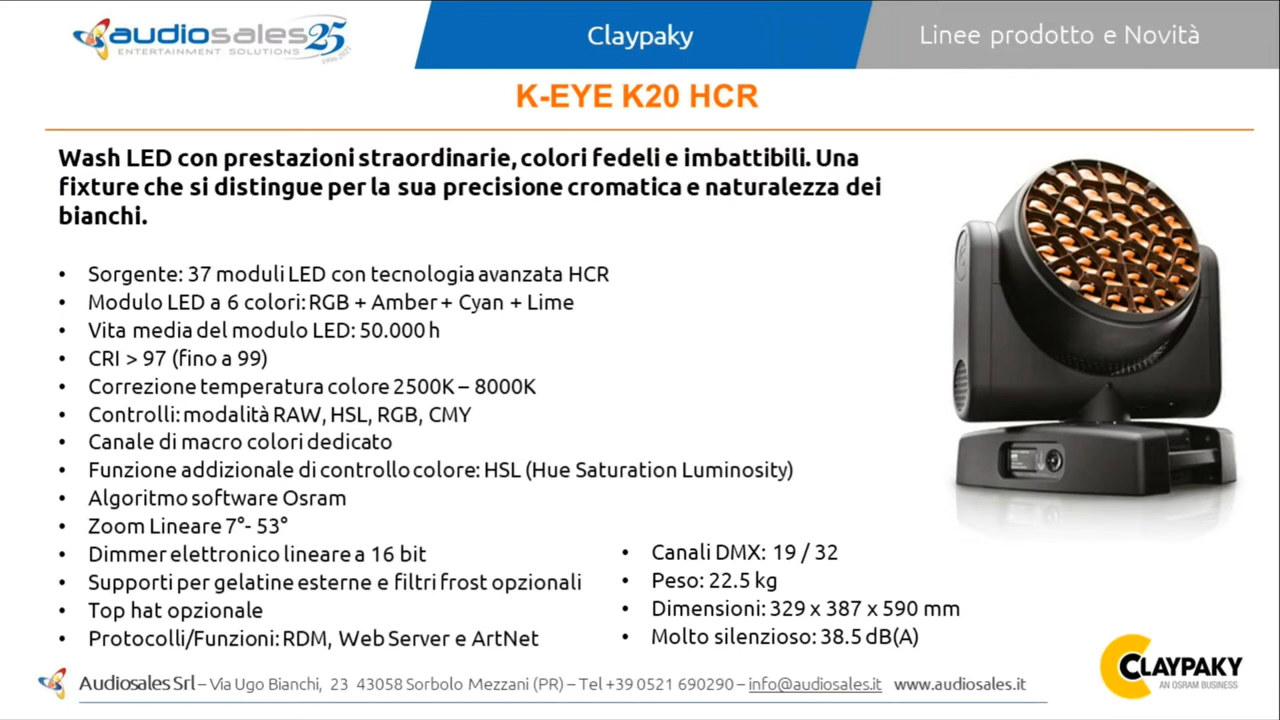 audiosales 25
ENTERTAINMENT SOLUTIONS
Claypaky
Linee prodotto e Novità
K-EYE K20 HCR
Wash LED con prestazioni straordinarie, colori fedeli e imbattibili. Una
fixture che si distingue per la sua precisione cromatica e naturalezza dei
bianchi.
• Sorgente: 37 moduli LED con tecnologia avanzata HCR
• Modulo LED a 6 colori: RGB + Amber + Cyan + Lime
• Vita media del modulo LED: 50.000 h
• CRI > 97 (fino a 99)
• Correzione temperatura colore 2500K – 8000K
• Controlli: modalità RAW, HSL, RGB, CMY
• Canale di macro colori dedicato
• Funzione addizionale di controllo colore: HSL (Hue Saturation Luminosity)
• Algoritmo software Osram
• Zoom Lineare 7°- 53°
• Dimmer elettronico lineare a 16 bit
• Supporti per gelatine esterne e filtri frost opzionali
• Top hat opzionale
• Protocolli/Funzioni: RDM, Web Server e ArtNet
• Canali DMX: 19 / 32
• Peso: 22.5 kg
• Dimensioni: 329 x 387 x 590 mm
• Molto silenzioso: 38.5 dB(A)
CLAYPAKY
AN OSRAM BUSINESS
Audiosales Srl – Via Ugo Bianchi, 23 43058 Sorbolo Mezzani (PR) – Tel +39 0521 690290 – info@audiosales.it www.audiosales.it